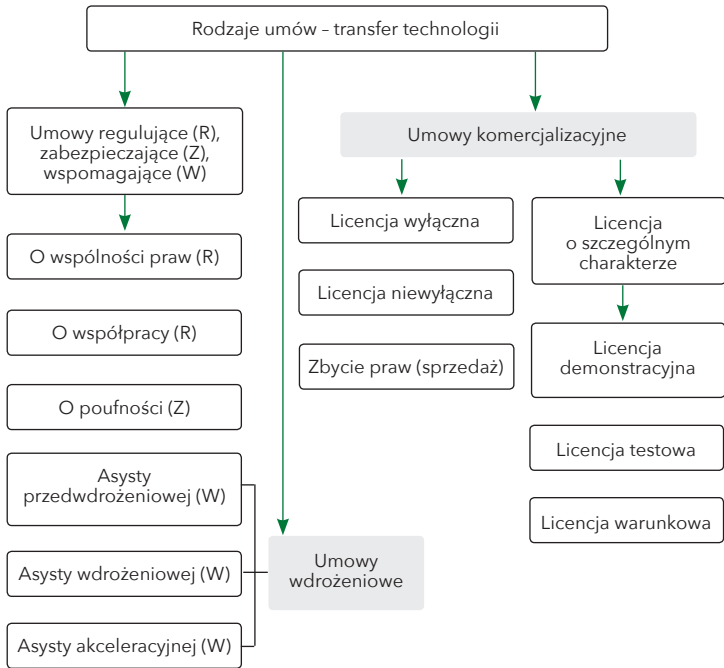 Rodzaje umów – transfer technologii
Umowy regulujące (R),
zabezpieczające (Z),
wspomagające (W)
O wspólności praw (R)
O współpracy (R)
O poufności (Z)
Asysty
przedwdrożeniowej (W)
Asysty wdrożeniowej (W)
Asysty akceleracyjnej (W)
Umowy
wdrożeniowe
Umowy komercjalizacyjne
Licencja wyłączna
Licencja niewyłączna
Zbycie praw (sprzedaż)
Licencja
o szczególnym
charakterze
Licencja
demonstracyjna
Licencja testowa
Licencja warunkowa